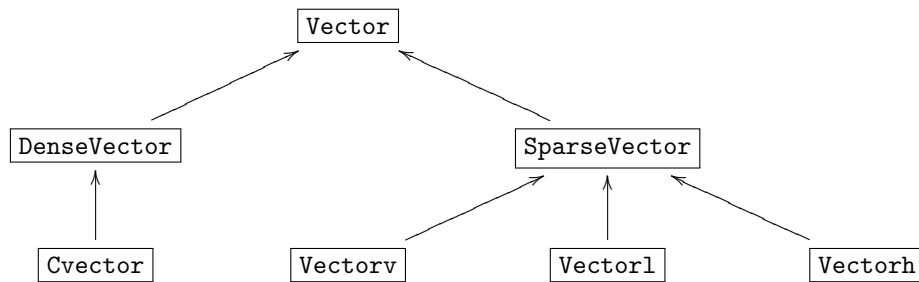 Vector
DenseVector
SparseVector
Cvector
Vectorv
Vectorl
Vectorh